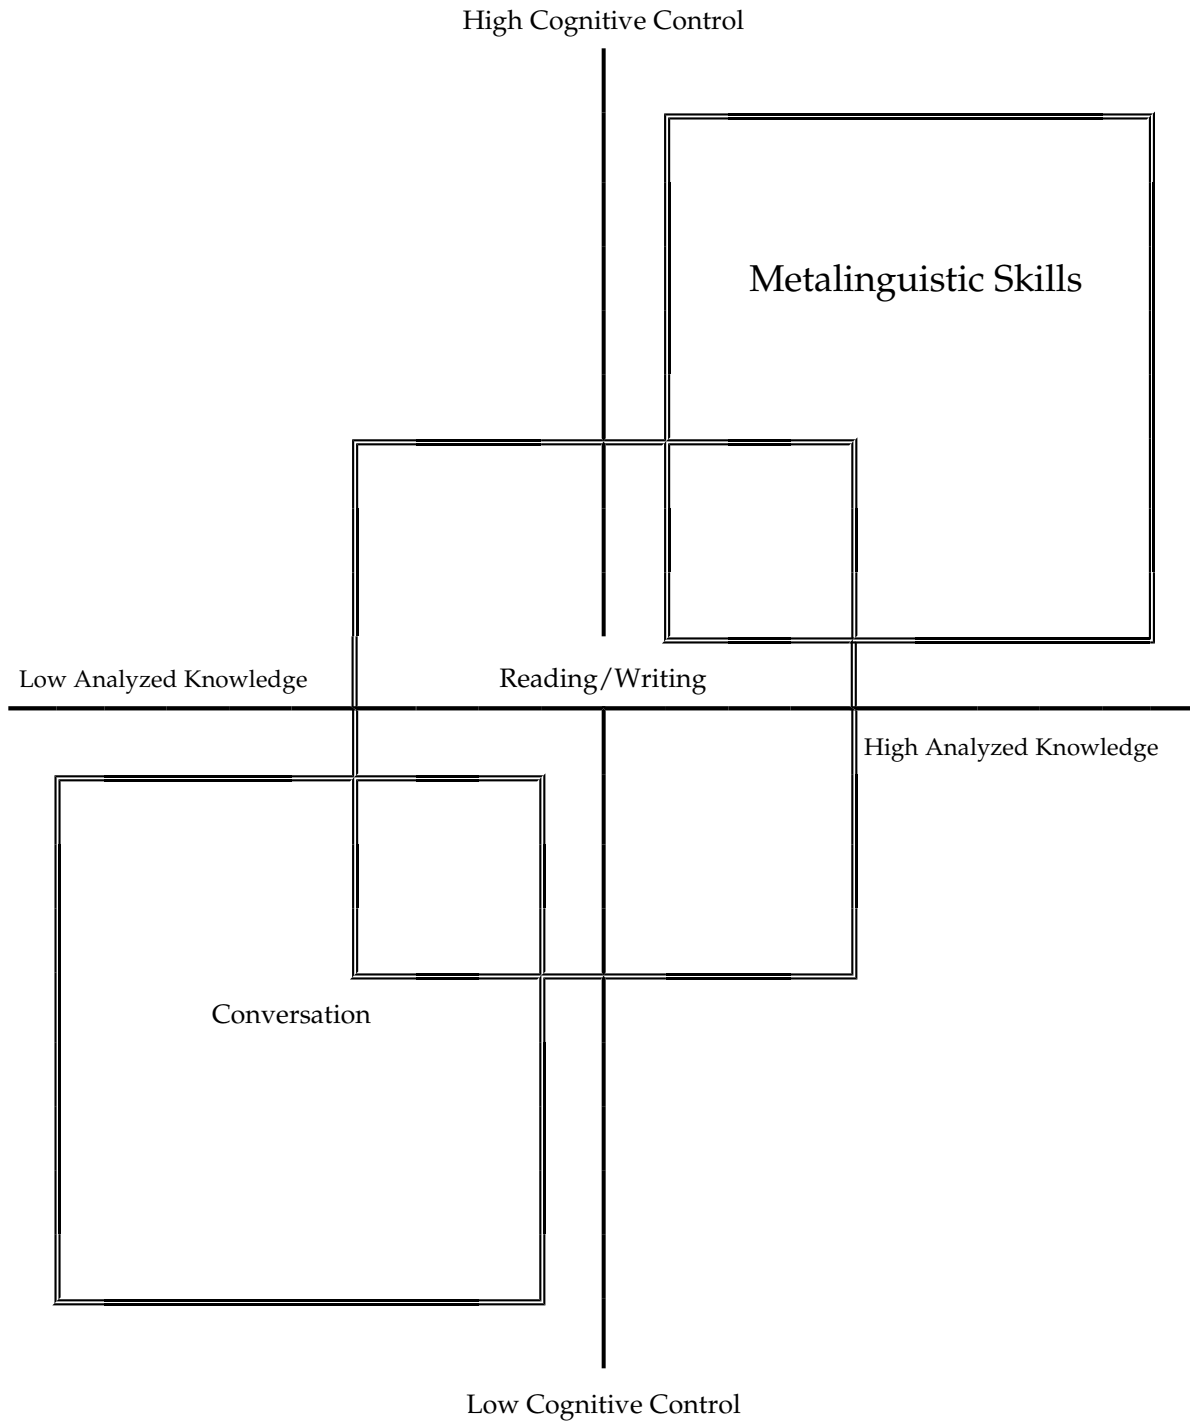 High Cognitive Control
Metalinguistic Skills
Low Analyzed Knowledge
Reading/Writing
High Analyzed Knowledge
Conversation
Low Cognitive Control